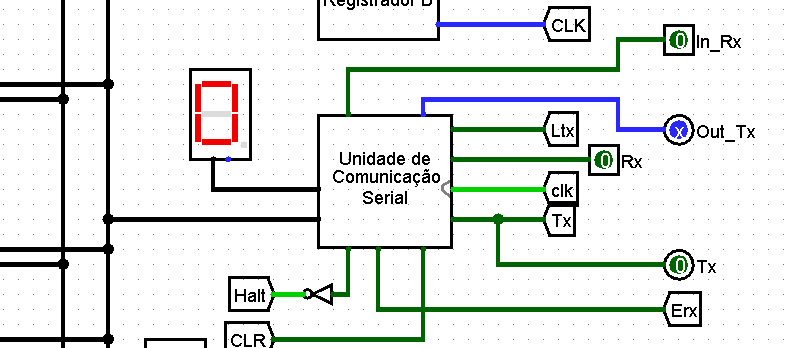 Registrador B
CLK
0
In_Rx
x
Out_Tx
Ltx
0
Rx
Unidade de
Comunicação
Serial
clk
Tx
0
Tx
Halt
Erx
CLR